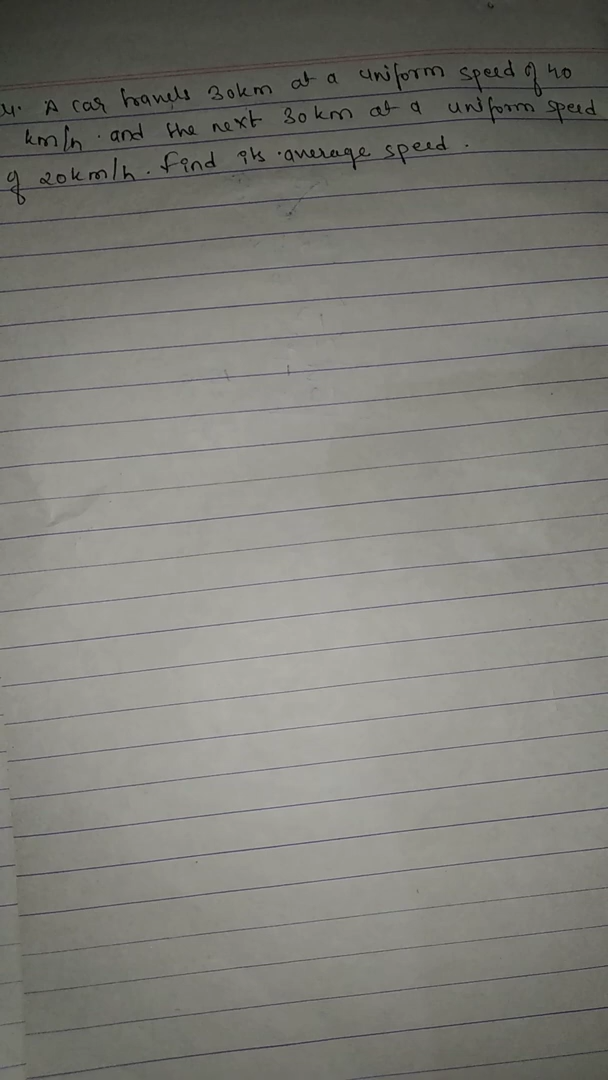 4. A car travels 30km at a uniform speed of 40
km/h. and the next 30km at a uniform speed
of 20km/h. find its average speed.